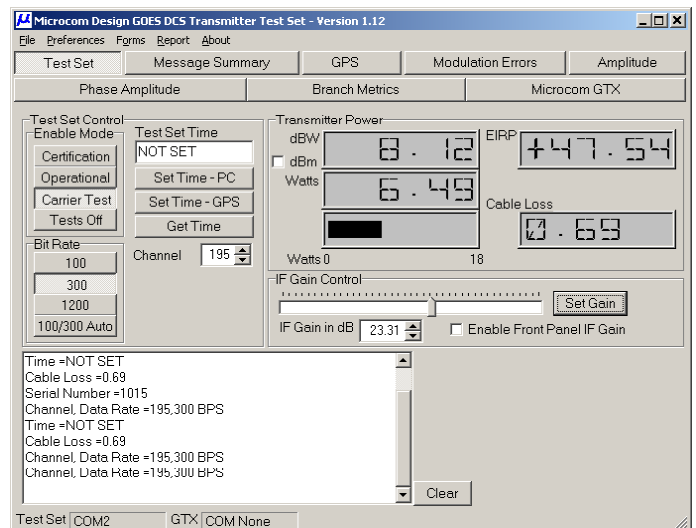 µ Microcom Design GOES DCS Transmitter Test Set - Version 1.12
File Preferences Forms Report About
Test Set Message Summary GPS Modulation Errors Amplitude
Phase Amplitude Branch Metrics Microcom GTX
Test Set Control
Enable Mode
Certification
Operational
Carrier Test
Tests Off
Bit Rate
100
300
1200
100/300 Auto
Test Set Time
NOT SET
Set Time - PC
Set Time - GPS
Get Time
Channel 195
Transmitter Power
dBW 8.12
dBm
Watts 6.49
Watts 0 18
EIRP +47.54
Cable Loss
0.69
IF Gain Control
Set Gain
IF Gain in dB 23.31 Enable Front Panel IF Gain
Time =NOT SET
Cable Loss =0.69
Serial Number =1015
Channel, Data Rate =195,300 BPS
Time =NOT SET
Cable Loss =0.69
Channel, Data Rate =195,300 BPS
Channel, Data Rate =195,300 BPS
Clear
Test Set COM2 GTX COM None